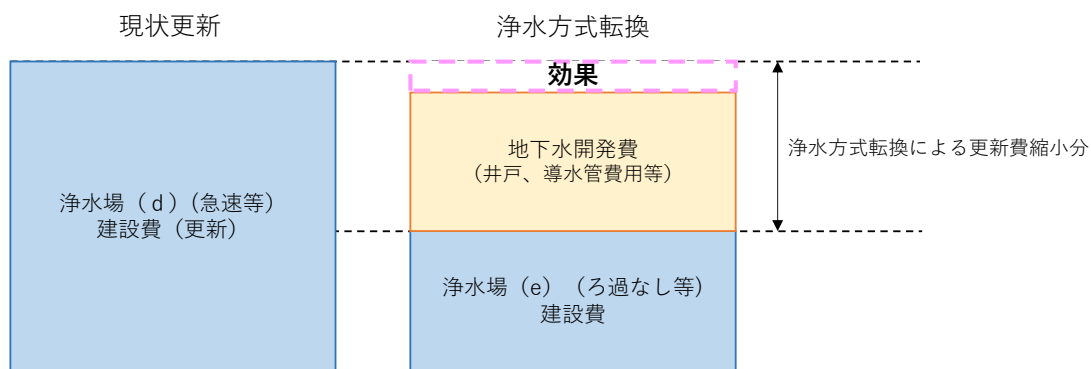 現状更新
浄水方式転換
効果
地下水開発費
（井戸、導水管費用等）
浄水方式転換による更新費縮小分
浄水場（ｄ）（急速等）
建設費（更新）
浄水場（e）（ろ過なし等）
建設費